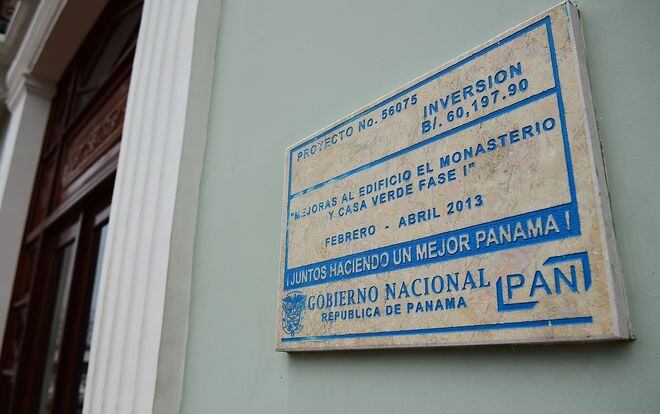 PROYECTO No. 56075
INVERSION
B/. 60,197.90
"MEJORAS AL EDIFICIO EL MONASTERIO
Y CASA VERDE FASE I"
FEBRERO - ABRIL 2013
¡JUNTOS HACIENDO UN MEJOR PANAMA!
GOBIERNO NACIONAL
REPUBLICA DE PANAMA
PAN